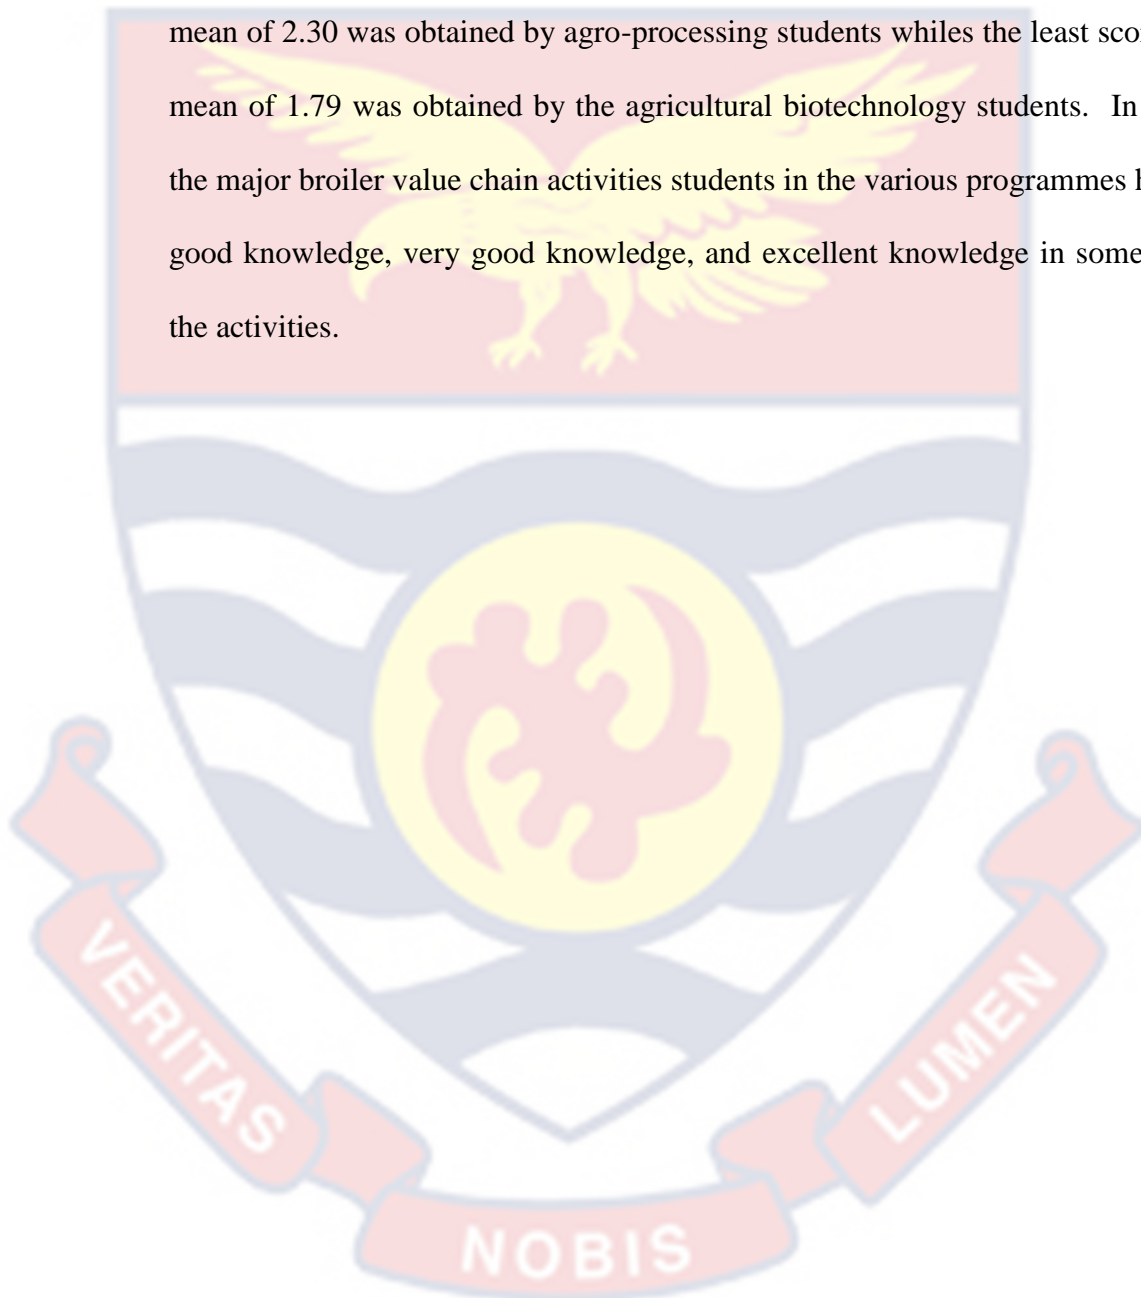 mean of 2.30 was obtained by agro-processing students whiles the least
mean of 1.79 was obtained by the agricultural biotechnology students. In
the major broiler value chain activities students in the various programmes
good knowledge, very good knowledge, and excellent knowledge in some
the activities.
VERITAS
NOBIS
LUMEN